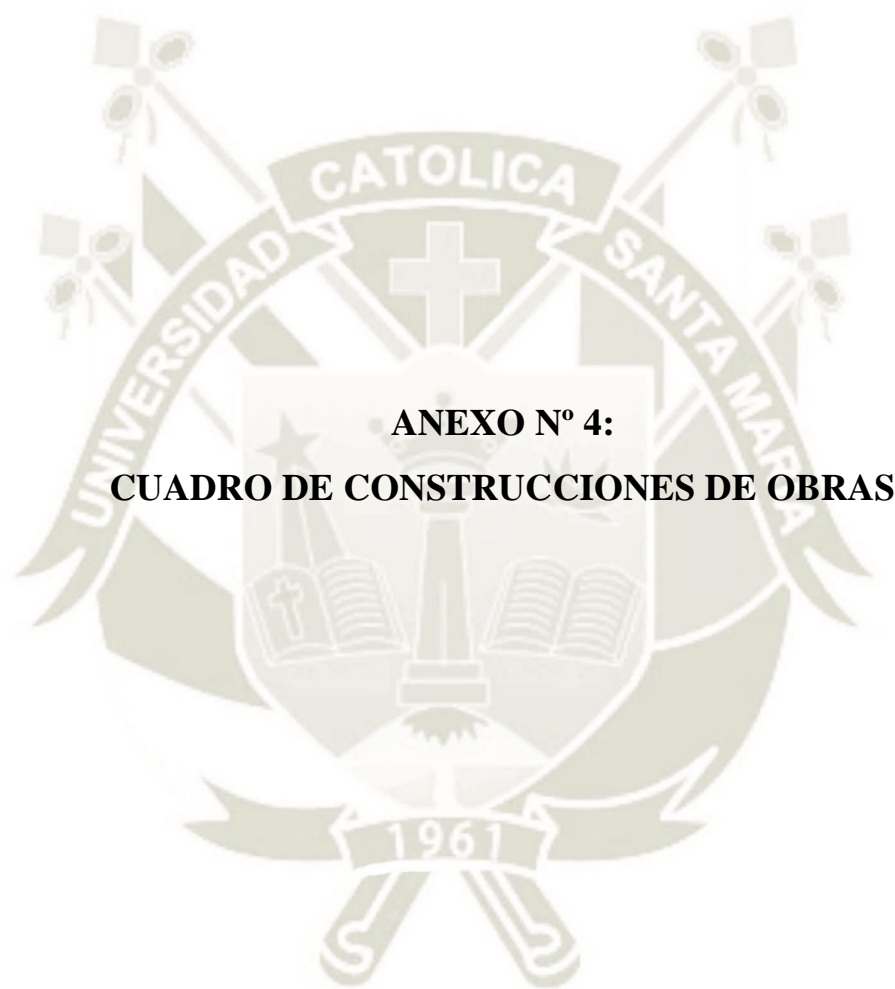 CATOLICA
UNIVERSIDAD
SANTA MARIA
ANEXO Nº 4:
CUADRO DE CONSTRUCCIONES DE OBRAS
1961